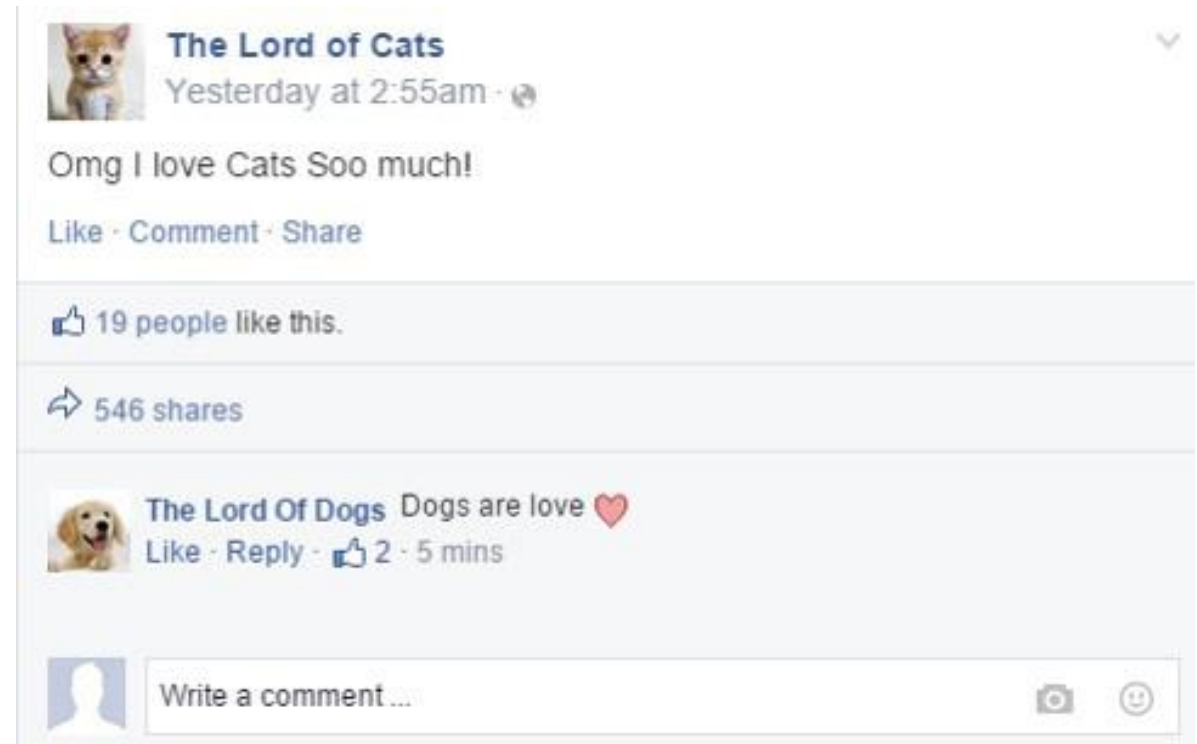 The Lord of Cats
Yesterday at 2:55am ·
Omg I love Cats Soo much!
Like · Comment · Share
19 people like this.
546 shares
The Lord Of Dogs Dogs are love
Like · Reply · 2 · 5 mins
Write a comment ...